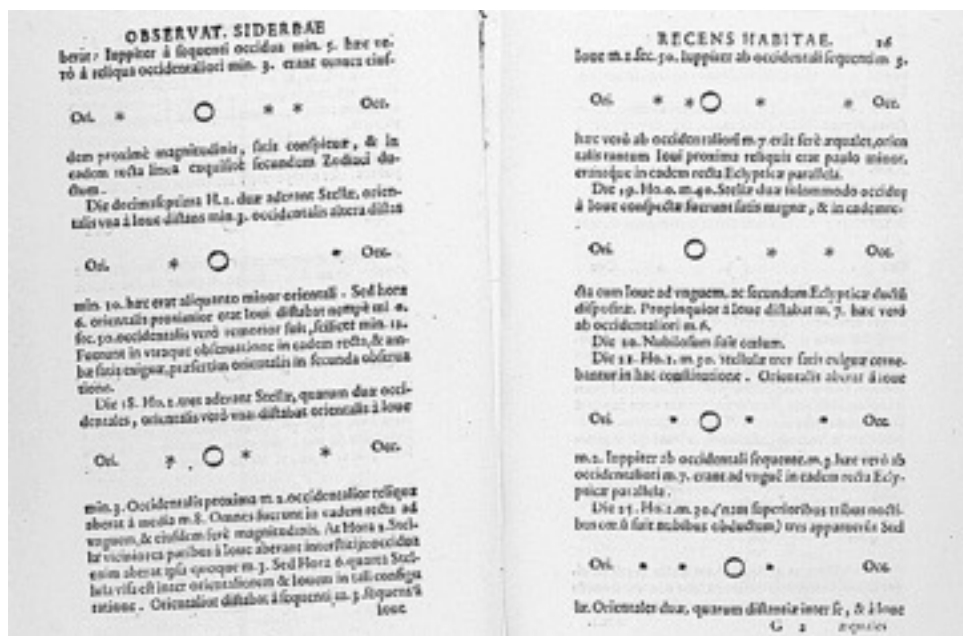 OBSERVAT. SIDEREAE
berit; Iuppiter à sequenti occiduа min. 5. hæc ve-
rò à reliqua occidentaliori min. 3. erant omnes eius-
Ori. * O * * Occ.
dem proximè magnitudinis, satis conspicuæ, & in
eadem recta linea exquisitè secundum Zodiaci du-
ctum.
Die decimaseptima H. 1. duæ aderant Stellæ, orien-
talis vna à Ioue distans min. 3. occidentalis altera distans
Ori. * O * Occ.
min. 10. hæc erat aliquanto minor orientali. Sed hora
6. orientalis proximior erat Ioui distabat nempè mi. 0.
sec. 50. occidentalis verò remotior fuit, scilicet min. 12.
Fuerunt in vtraque obseruatione in eadem recta, & am-
bæ satis exiguæ, præsertim orientalis in secunda obserua
tione.
Die 18. Ho. 1. tres aderant Stellæ, quarum duæ occi-
dentales, orientalis verò vna: distabat orientalis à Ioue
Ori. * O * * Occ.
min. 3. Occidentalis proxima m. 2. occidentalior reliqua
aberat à media m. 8. Omnes fuerunt in eadem recta ad
vnguem, & eiusdem ferè magnitudinis. At Hora 2. Stel-
læ viciniores paribus à Ioue aberant interstitijs: occidua
enim aberat ipsa quoque m. 3. Sed Hora 6. quarta Stel-
lula visa est inter orientaliorem & Iouem in tali configu
ratione. Orientalior distabat à sequenti m. 3. sequens à
Ioue
RECENS HABITAE. 16
Ioue m. 1. sec. 50. Iuppiter ab occidentali sequenti m. 3.
Ori. * * O * * Occ.
hæc verò ab occidentaliori m. 7. erāt ferè æquales, orien
talis tantum Ioui proxima reliquis erat paulo minor,
erantque in eadem recta Eclypticæ parallela.
Die 19. Ho. 0. m. 40. Stellæ duæ solummodo occiduæ
à Ioue conspectæ fuerunt satis magnæ, & in eadem re-
Ori. O * * Occ.
cta cum Ioue ad vnguem, ac secundum Eclypticæ ductū
dispositæ. Propinquior à Ioue distabat m. 7. hæc verò
ab occidentaliori m. 6.
Die 20. Nubilosum fuit cœlum.
Die 21. Ho. 1. m. 30. Stellulæ tres satis exiguæ cerne-
bantur in hac constitutione. Orientalis aberat à Ioue
Ori. * O * * Occ.
m. 2. Iuppiter ab occidentali sequente. m. 3. hæc verò ab
occidentaliori m. 7. erant ad vnguē in eadem recta Ecly-
pticæ parallela.
Die 25. Ho. 1. m. 30. (nam superioribus tribus nocti-
bus cœlū fuit nubibus obductum) tres apparuerūt Stel
Ori. * * O * Occ.
læ. Orientales duæ, quarum distantiæ inter se, & à Ioue
G 2 æquales